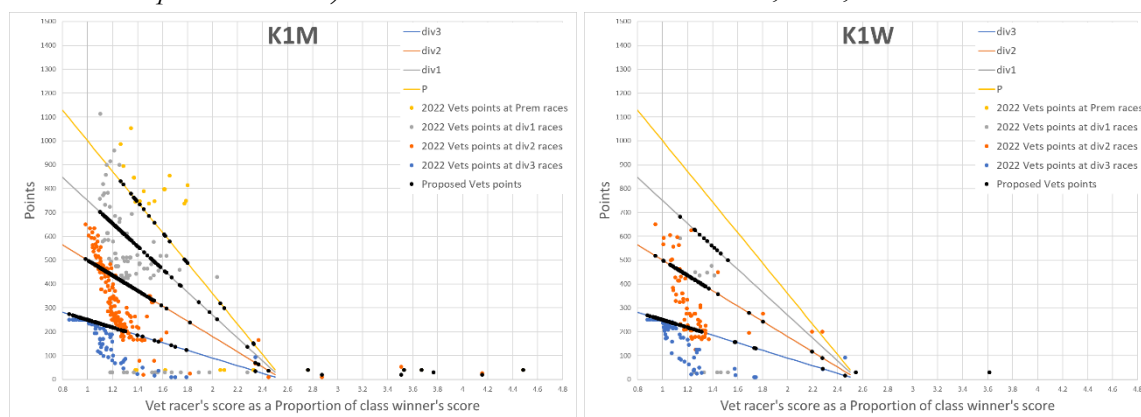 K1M
1500
1400
1300
1200
1100
1000
900
800
700
600
500
400
300
200
100
0
Points
div3
div2
div1
P
2022 Vets points at Prem races
2022 Vets points at div1 races
2022 Vets points at div2 races
2022 Vets points at div3 races
Proposed Vets points
0.8 1.0 1.2 1.4 1.6 1.8 2.0 2.2 2.4 2.6 2.8 3.0 3.2 3.4 3.6 3.8 4.0 4.2 4.4 4.6 4.8
Vet racer's score as a Proportion of class winner's score
K1W
1500
1400
1300
1200
1100
1000
900
800
700
600
500
400
300
200
100
0
Points
div3
div2
div1
P
2022 Vets points at Prem races
2022 Vets points at div1 races
2022 Vets points at div2 races
2022 Vets points at div3 races
Proposed Vets points
0.8 1.0 1.2 1.4 1.6 1.8 2.0 2.2 2.4 2.6 2.8 3.0 3.2 3.4 3.6 3.8 4.0 4.2 4.4 4.6 4.8
Vet racer's score as a Proportion of class winner's score